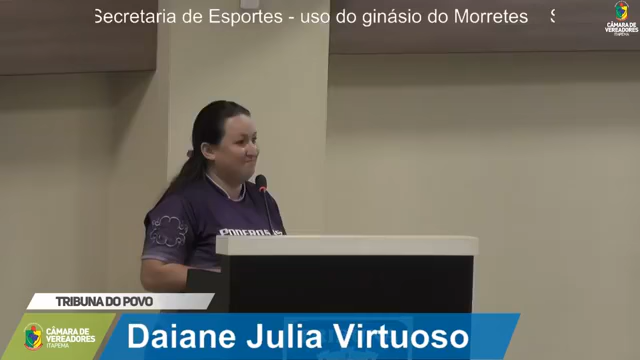 Secretaria de Esportes - uso do ginásio do Morretes S
CÂMARA DE
VEREADORES
ITAPEMA
TRIBUNA DO POVO
CÂMARA DE
VEREADORES
ITAPEMA
Daiane Julia Virtuoso